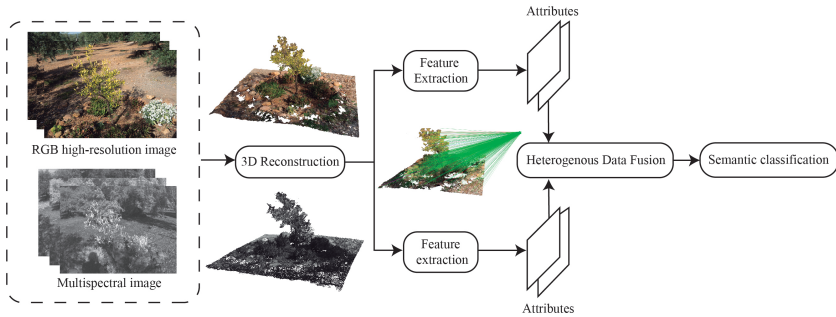 RGB high-resolution image
Multispectral image
3D Reconstruction
Feature
Extraction
Attributes
Heterogenous Data Fusion
Semantic classification
Feature
extraction
Attributes